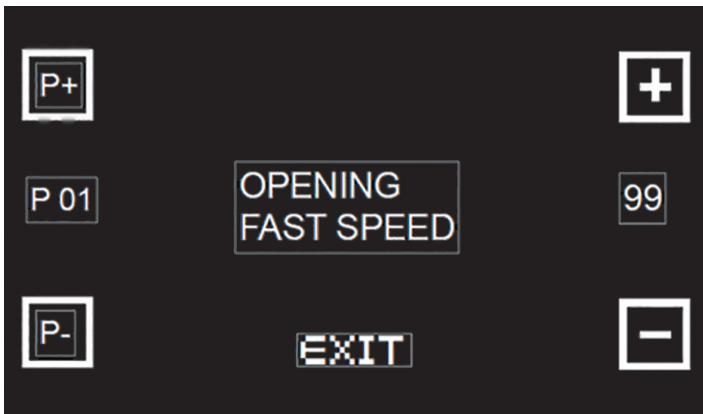 P+
+
P 01
OPENING
FAST SPEED
99
P-
EXIT
-